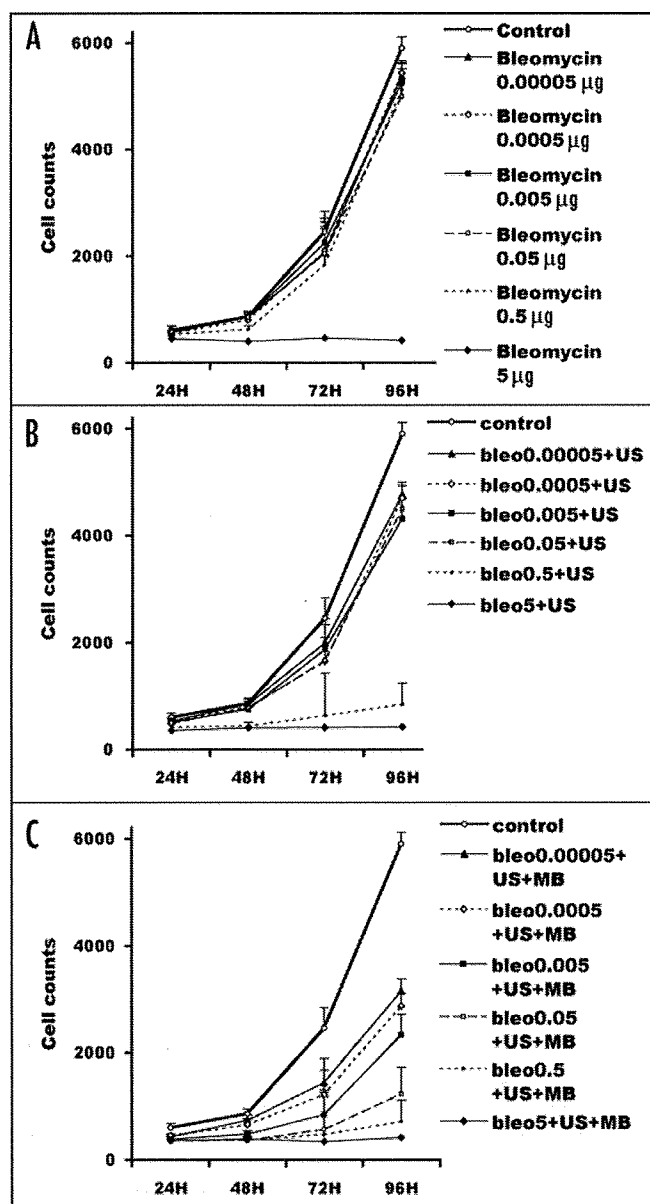 A
6000
4000
2000
0
Cell counts
24H 48H 72H 96H
Control
Bleomycin
0.00005 µg
Bleomycin
0.0005 µg
Bleomycin
0.005 µg
Bleomycin
0.05 µg
Bleomycin
0.5 µg
Bleomycin
5 µg
B
6000
4000
2000
0
Cell counts
24H 48H 72H 96H
control
bleo0.00005+US
bleo0.0005+US
bleo0.005+US
bleo0.05+US
bleo0.5+US
bleo5+US
C
6000
4000
2000
0
Cell counts
24H 48H 72H 96H
control
bleo0.00005+
US+MB
bleo0.0005
+US+MB
bleo0.005
+US+MB
bleo0.05
+US+MB
bleo0.5
+US+MB
bleo5+US+MB